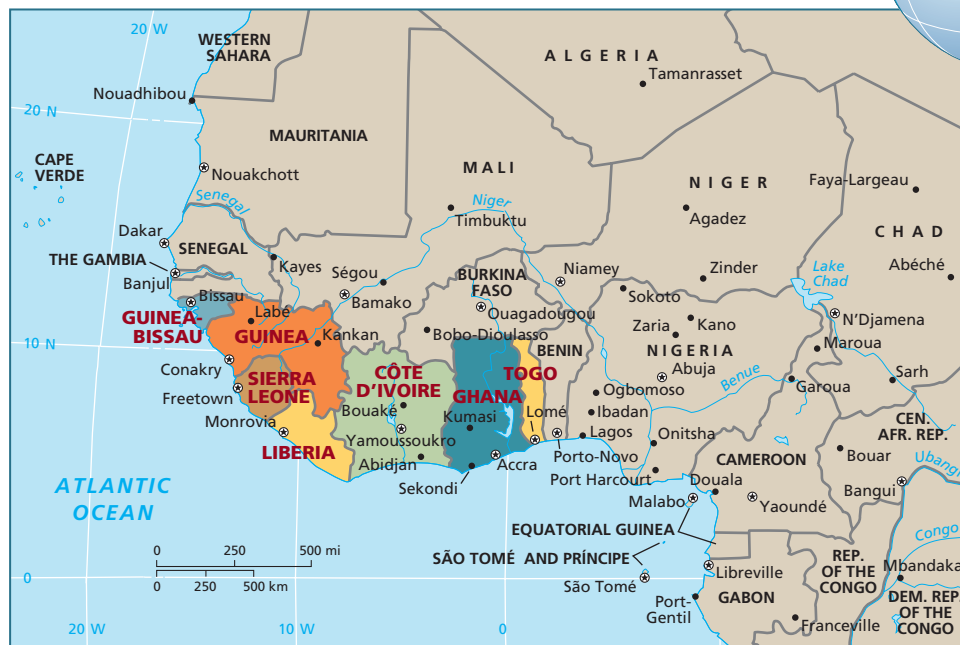 20 W
0
WESTERN
SAHARA
ALGERIA
Tamanrasset
Nouadhibou
20 N
MAURITANIA
CAPE
VERDE
MALI
NIGER
Faya-Largeau
Nouakchott
Senegal
Niger
Timbuktu
Agadez
Dakar
SENEGAL
CHAD
THE GAMBIA
Banjul
Kayes
Ségou
Bamako
BURKINA
FASO
Niamey
Zinder
Lake
Chad
Abéché
Bissau
GUINEA-
BISSAU
Labé
GUINEA
Kankan
Ouagadougou
Bobo-Dioulasso
Sokoto
Zaria
Kano
N'Djamena
10 N
BENIN
NIGERIA
Abuja
Maroua
Conakry
SIERRA
LEONE
CÔTE
D'IVOIRE
TOGO
GHANA
Benue
Garoua
Sarh
Freetown
Bouaké
Kumasi
Lomé
Ogbomoso
Ibadan
Monrovia
LIBERIA
Yamoussoukro
Lagos
Onitsha
CEN.
AFR. REP.
Abidjan
Accra
Porto-Novo
CAMEROON
Bouar
Ubangi
Sekondi
Port Harcourt
Douala
Bangui
ATLANTIC
OCEAN
Malabo
Yaoundé
EQUATORIAL GUINEA
Congo
0 250 500 mi
0 250 500 km
SÃO TOMÉ AND PRÍNCIPE
São Tomé
Libreville
REP.
OF THE
CONGO
Mbandaka
0
Port-
Gentil
GABON
DEM. REP.
OF THE
CONGO
Franceville
20 W
10 W
0